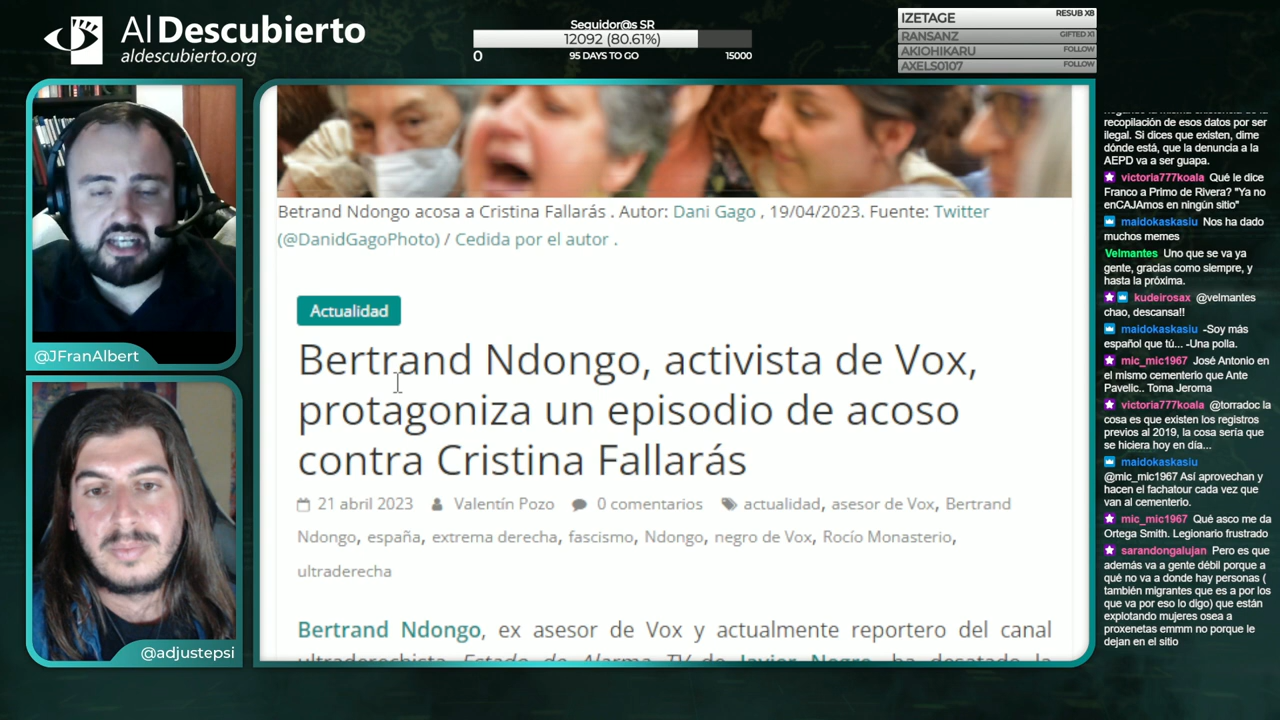 Al Descubierto
aldescubierto.org
Seguidor@s SR
12092 (80.61%)
0
95 DAYS TO GO
15000
IZETAGE
RESUB X8
RANSANZ
GIFTED X1
AKIOHIKARU
FOLLOW
AXELS0107
FOLLOW
@JFranAlbert
@adjustepsi
Betrand Ndongo acosa a Cristina Fallarás . Autor: Dani Gago , 19/04/2023. Fuente: Twitter
(@DanidGagoPhoto) / Cedida por el autor .
Actualidad
Bertrand Ndongo, activista de Vox,
protagoniza un episodio de acoso
contra Cristina Fallarás
21 abril 2023 Valentín Pozo 0 comentarios actualidad, asesor de Vox, Bertrand
Ndongo, españa, extrema derecha, fascismo, Ndongo, negro de Vox, Rocío Monasterio,
ultraderecha
Bertrand Ndongo, ex asesor de Vox y actualmente reportero del canal
ultraderechista Estado de Alarma TV de Javier Negre, ha desatado la
recopilación de esos datos por ser
ilegal. Si dices que existen, dime
dónde está, que la denuncia a la
AEPD va a ser guapa.
victoria777koala Qué le dice
Franco a Primo de Rivera? "Ya no
enCAJAmos en ningún sitio"
maidokaskasiu Nos ha dado
muchos memes
Velmantes Uno que se va ya
gente, gracias como siempre, y
hasta la próxima.
kudeirosax @velmantes
chao, descansa!!
maidokaskasiu -Soy más
español que tú... -Una polla.
mic_mic1967 José Antonio en
el mismo cementerio que Ante
Pavelic.. Toma Jeroma
victoria777koala @torradoc la
cosa es que existen los registros
previos al 2019, la cosa sería que
se hiciera hoy en día...
maidokaskasiu
@mic_mic1967 Así aprovechan y
hacen el fachatour cada vez que
van al cementerio.
mic_mic1967 Qué asco me da
Ortega Smith. Legionario frustrado
sarandongalujan Pero es que
además va a gente débil porque a
qué no va a donde hay personas (
también migrantes que es a por los
que va por eso lo digo) que están
explotando mujeres osea a
proxenetas emmm no porque le
dejan en el sitio